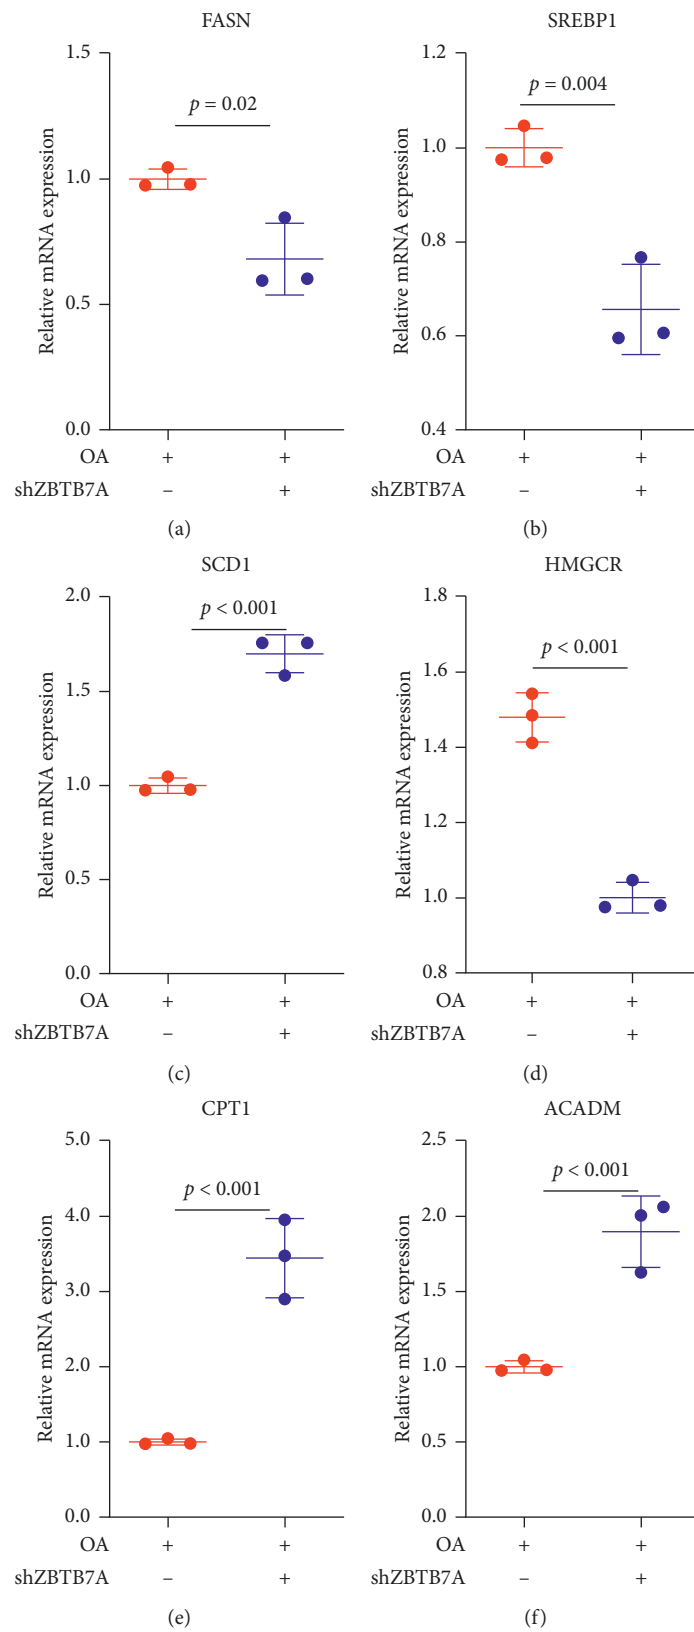 FASN
1.5
1.0
0.5
0.0
Relative mRNA expression
p = 0.02
OA + +
shZBTB7A – +
(a)
SREBP1
1.2
1.0
0.8
0.6
0.4
Relative mRNA expression
p = 0.004
OA + +
shZBTB7A – +
(b)
SCD1
2.0
1.5
1.0
0.5
0.0
Relative mRNA expression
p < 0.001
OA + +
shZBTB7A – +
(c)
HMGCR
1.8
1.6
1.4
1.2
1.0
0.8
Relative mRNA expression
p < 0.001
OA + +
shZBTB7A – +
(d)
CPT1
5.0
4.0
3.0
2.0
1.0
0.0
Relative mRNA expression
p < 0.001
OA + +
shZBTB7A – +
(e)
ACADM
2.5
2.0
1.5
1.0
0.5
0.0
Relative mRNA expression
p < 0.001
OA + +
shZBTB7A – +
(f)